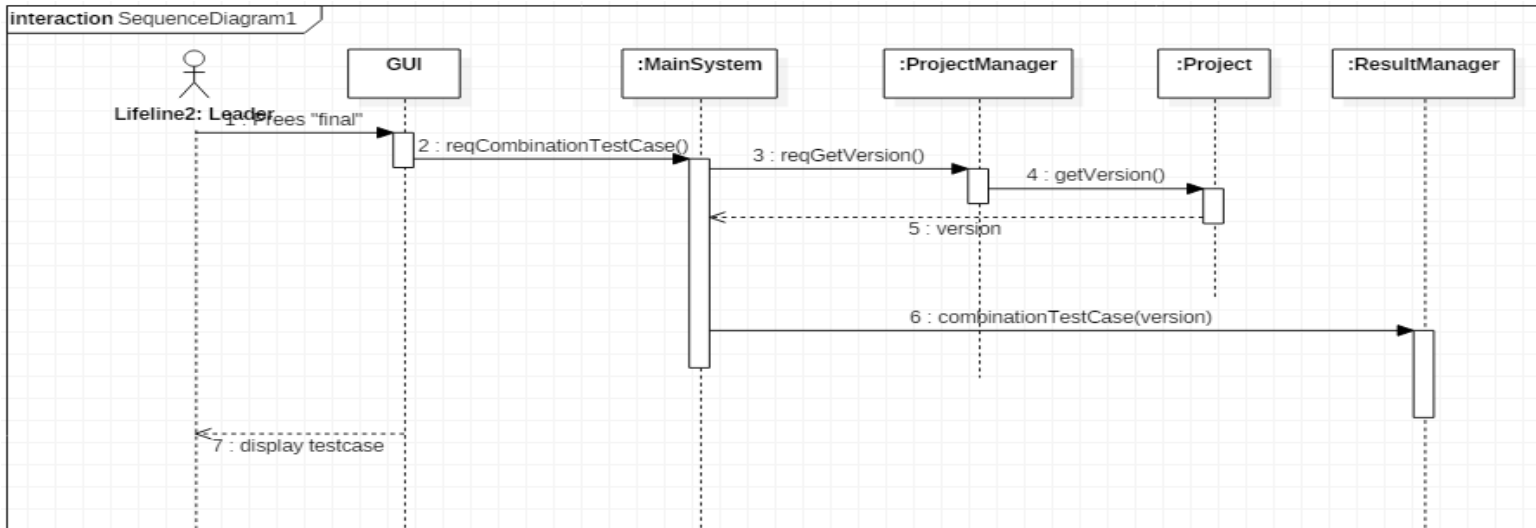 interaction SequenceDiagram1
GUI
:MainSystem
:ProjectManager
:Project
:ResultManager
Lifeline2: Leader
1 : Prees "final"
2 : reqCombinationTestCase()
3 : reqGetVersion()
4 : getVersion()
5 : version
6 : combinationTestCase(version)
7 : display testcase